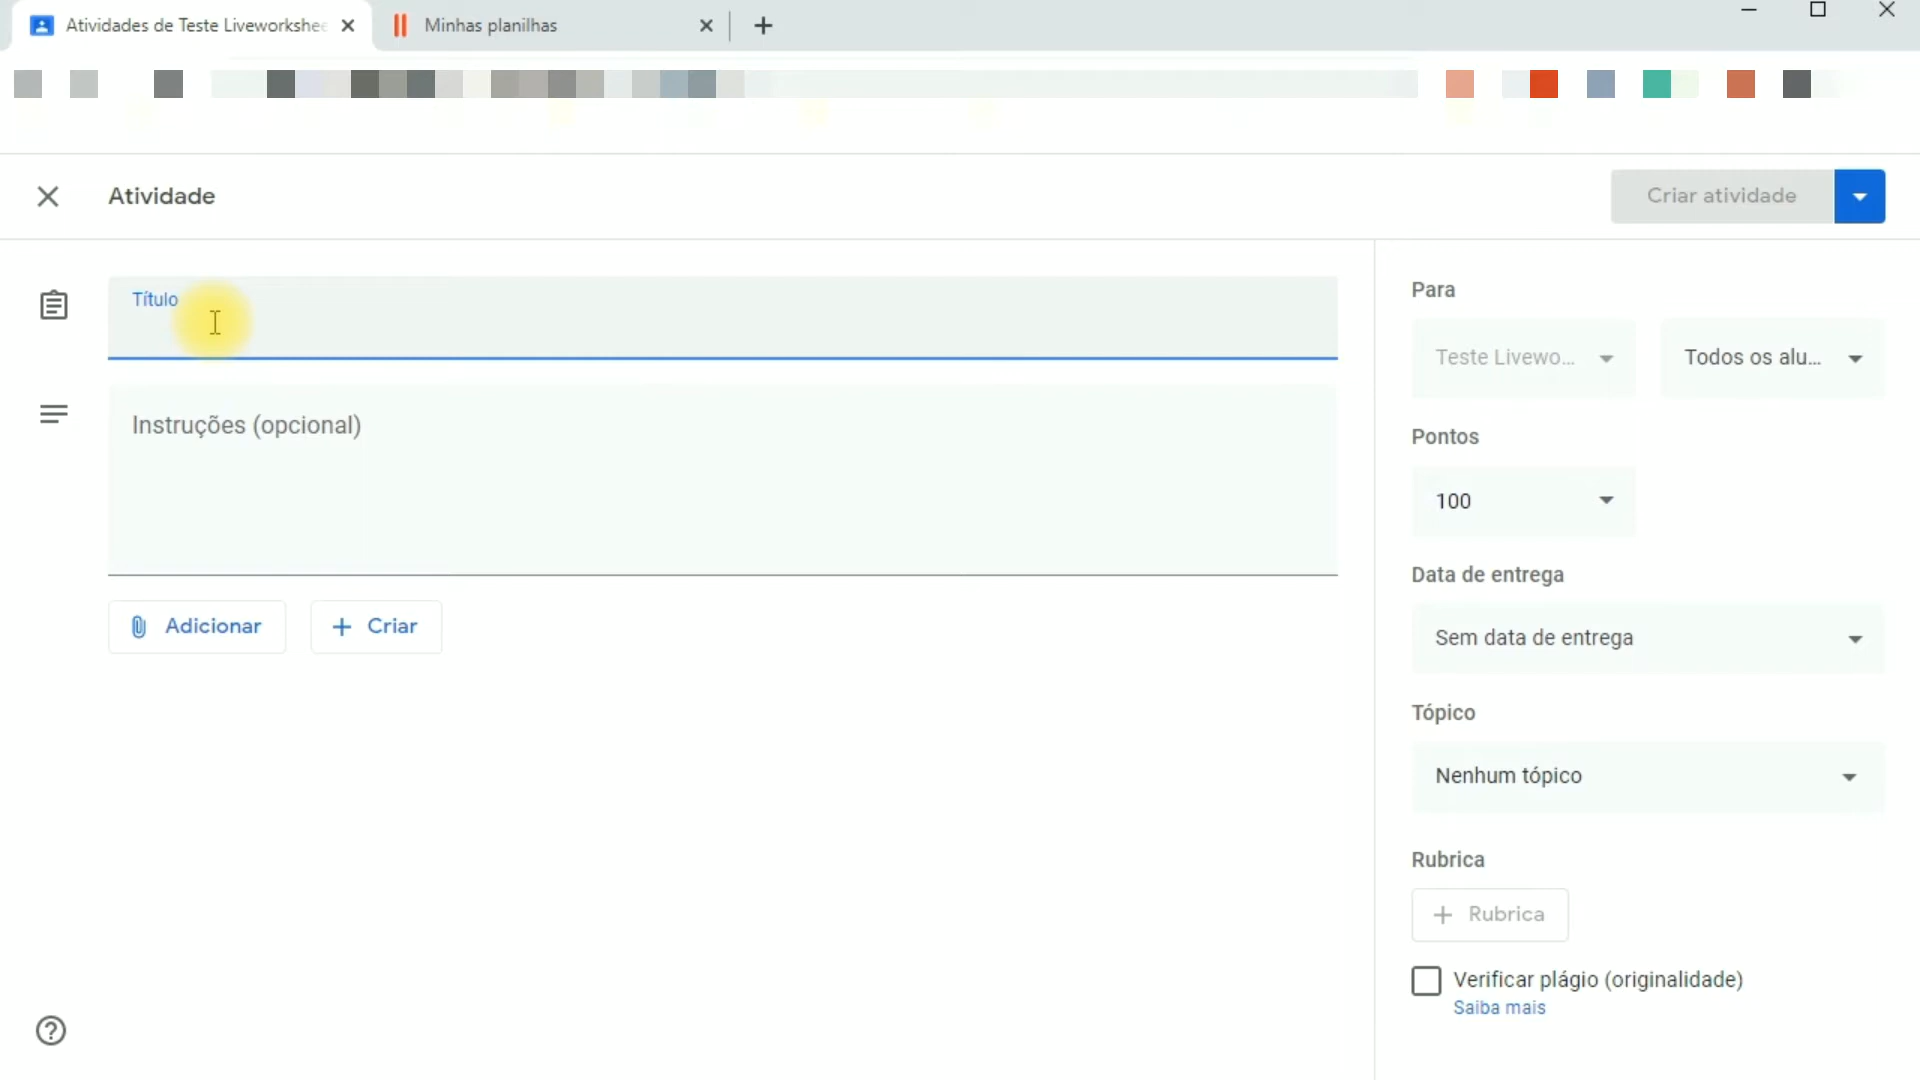 Atividades de Teste Liveworkshee
Minhas planilhas
Atividade
Criar atividade
Título
Instruções (opcional)
Adicionar
Criar
Para
Teste Livewo...
Todos os alu...
Pontos
100
Data de entrega
Sem data de entrega
Tópico
Nenhum tópico
Rubrica
Rubrica
Verificar plágio (originalidade)
Saiba mais